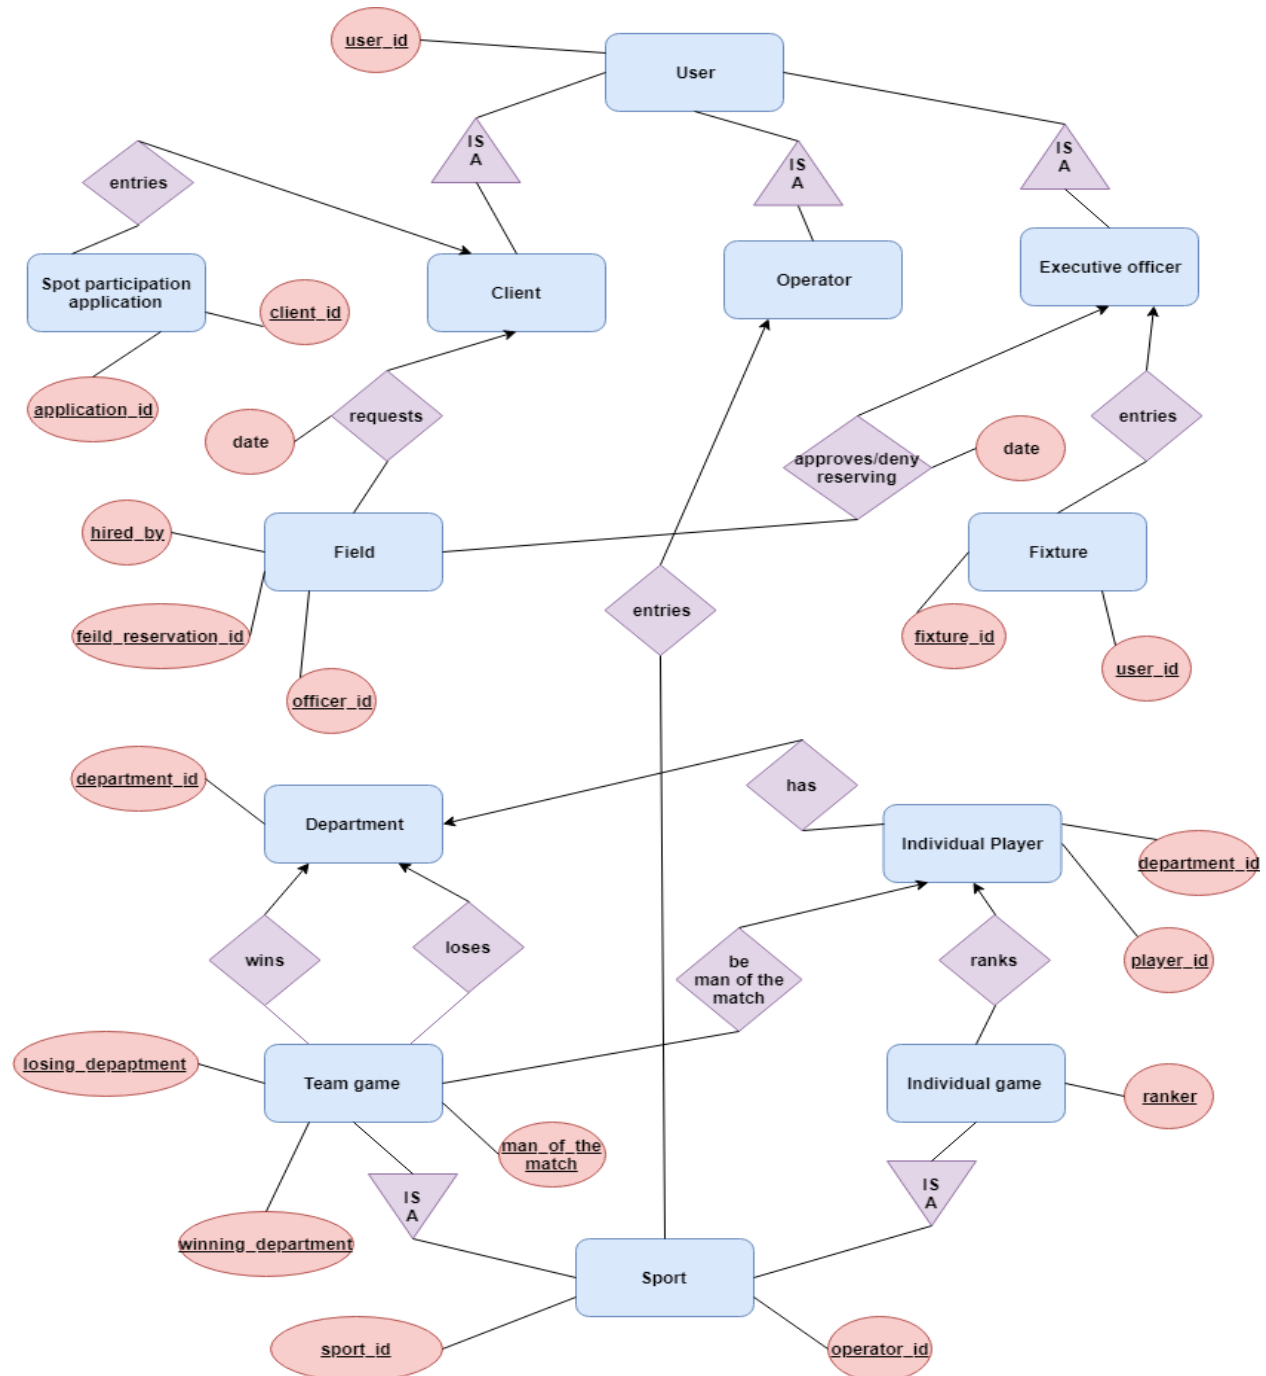 user_id
User
IS
A
IS
A
IS
A
entries
Spot participation
application
client_id
application_id
Client
Operator
Executive officer
requests
date
approves/deny
reserving
date
entries
hired_by
Field
feild_reservation_id
officer_id
entries
Fixture
fixture_id
user_id
department_id
Department
has
Individual Player
department_id
player_id
wins
loses
be
man of the
match
ranks
losing_depaptment
Team game
man_of_the
match
winning_department
Individual game
ranker
IS
A
IS
A
Sport
sport_id
operator_id